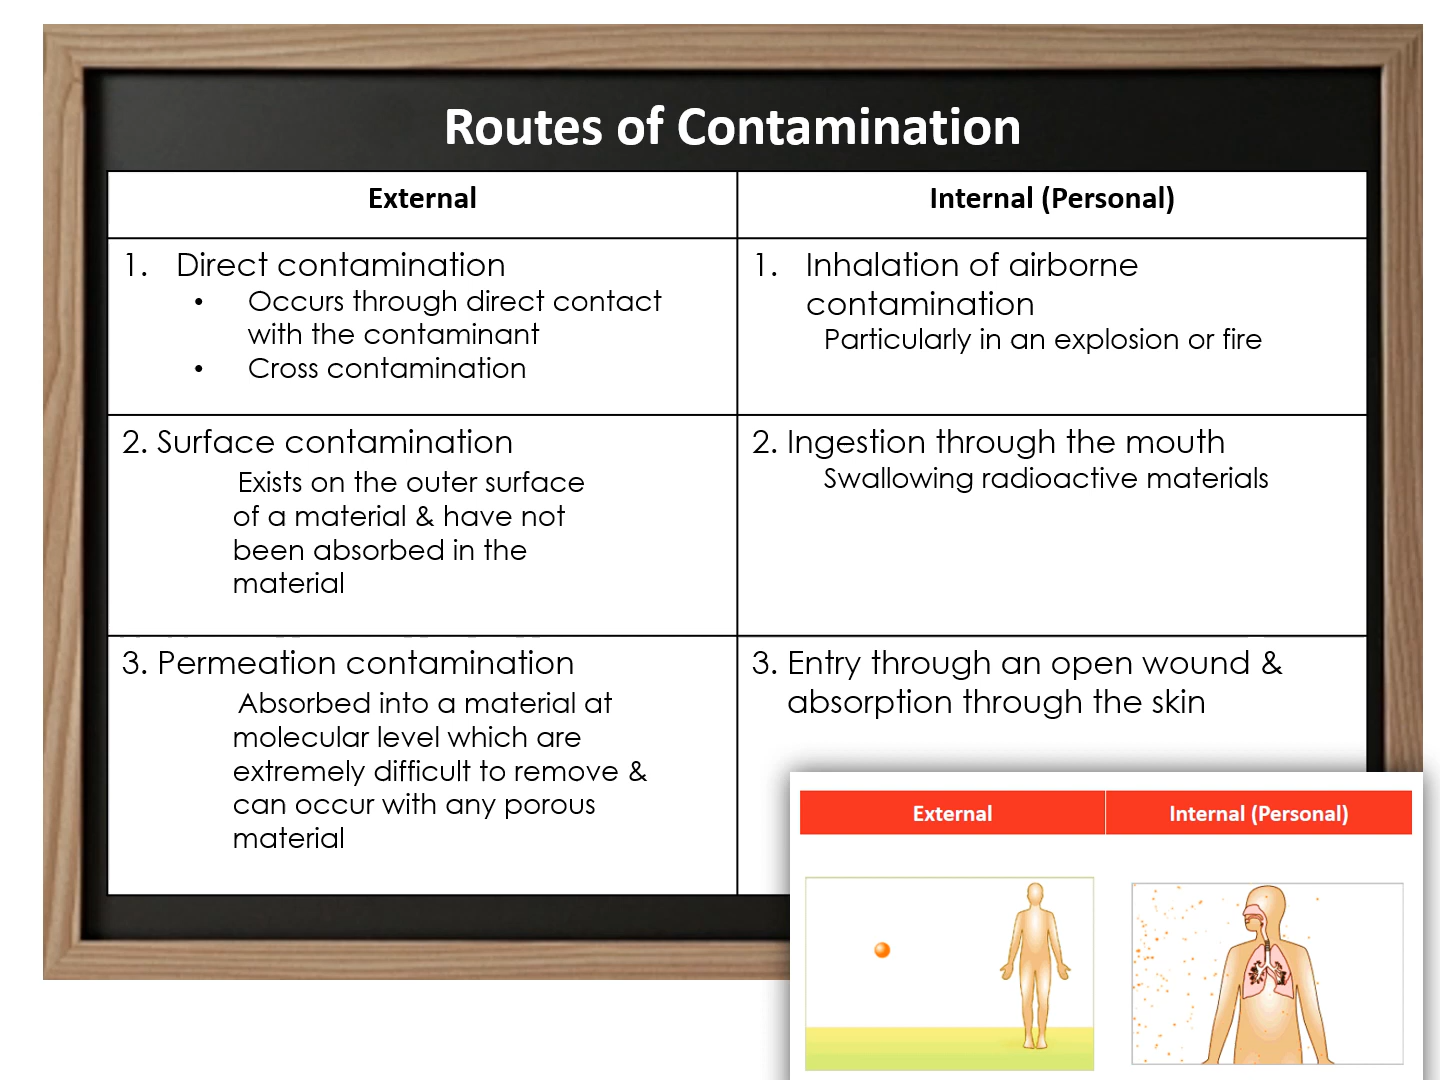 Routes of Contamination
External
Internal (Personal)
1. Direct contamination
• Occurs through direct contact
with the contaminant
• Cross contamination
1. Inhalation of airborne
contamination
Particularly in an explosion or fire
2. Surface contamination
Exists on the outer surface
of a material & have not
been absorbed in the
material
2. Ingestion through the mouth
Swallowing radioactive materials
3. Permeation contamination
Absorbed into a material at
molecular level which are
extremely difficult to remove &
can occur with any porous
material
3. Entry through an open wound &
absorption through the skin
External
Internal (Personal)